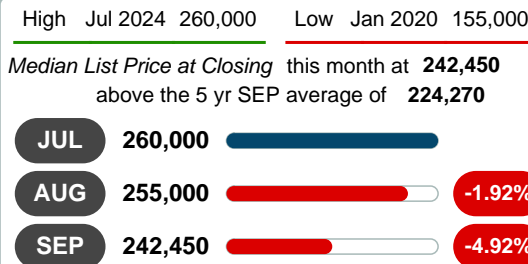 High Jul 2024 260,000 Low Jan 2020 155,000
Median List Price at Closing this month at 242,450
above the 5 yr SEP average of 224,270
JUL 260,000
AUG 255,000 -1.92%
SEP 242,450 -4.92%